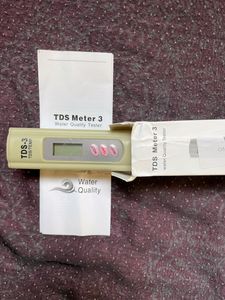 TDS Meter 3
Water Quality Tester
TDS-3
TDS/TEMP
Water
Quality
TDS Meter 3
Water Quality Tester